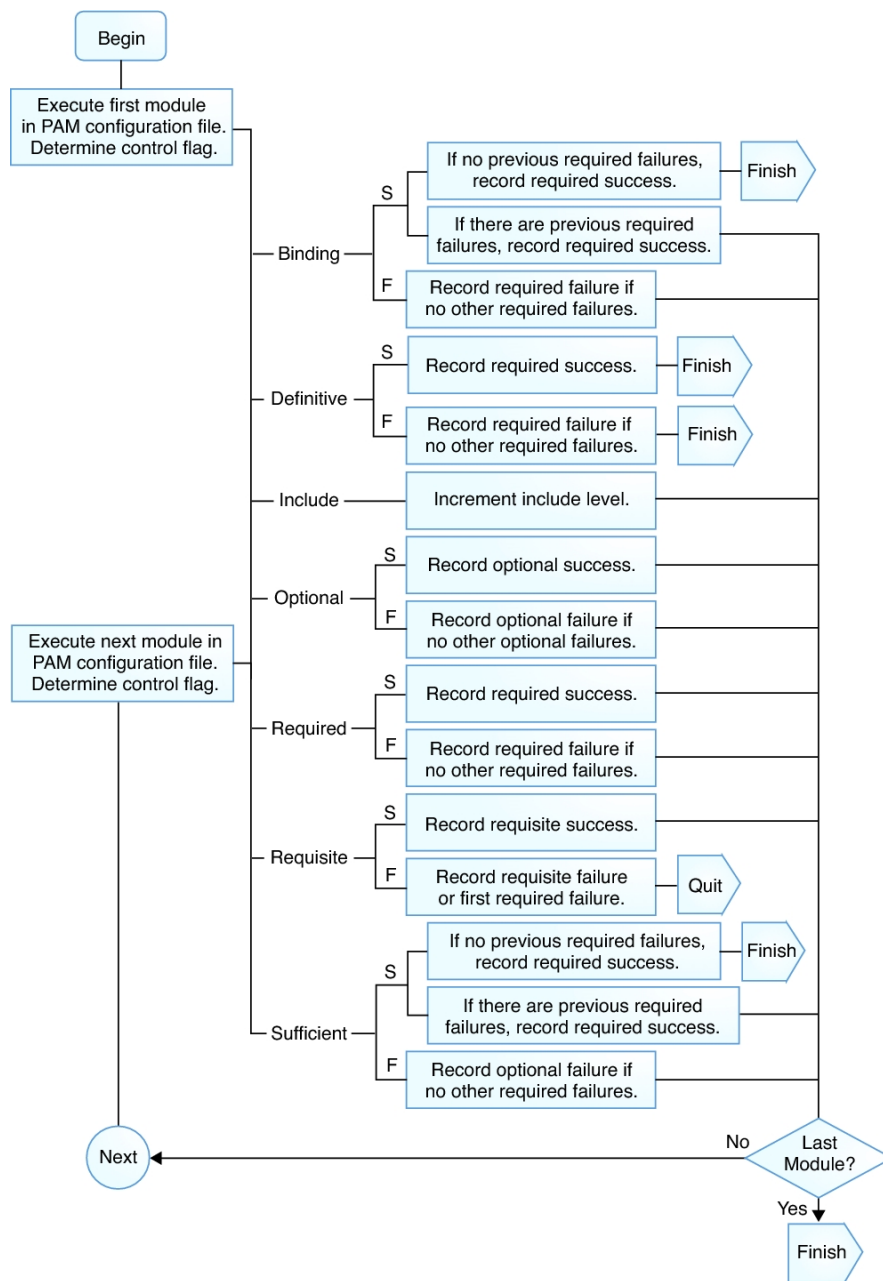 Begin
Execute first module
in PAM configuration file.
Determine control flag.
Binding
S
If no previous required failures,
record required success.
Finish
If there are previous required
failures, record required success.
F
Record required failure if
no other required failures.
Definitive
S
Record required success.
Finish
F
Record required failure if
no other required failures.
Finish
Include
Increment include level.
Optional
S
Record optional success.
F
Record optional failure if
no other optional failures.
Execute next module in
PAM configuration file.
Determine control flag.
Required
S
Record required success.
F
Record required failure if
no other required failures.
Requisite
S
Record requisite success.
F
Record requisite failure
or first required failure.
Quit
Sufficient
S
If no previous required failures,
record required success.
Finish
If there are previous required
failures, record required success.
F
Record optional failure if
no other required failures.
Last
Module?
No
Next
Yes
Finish